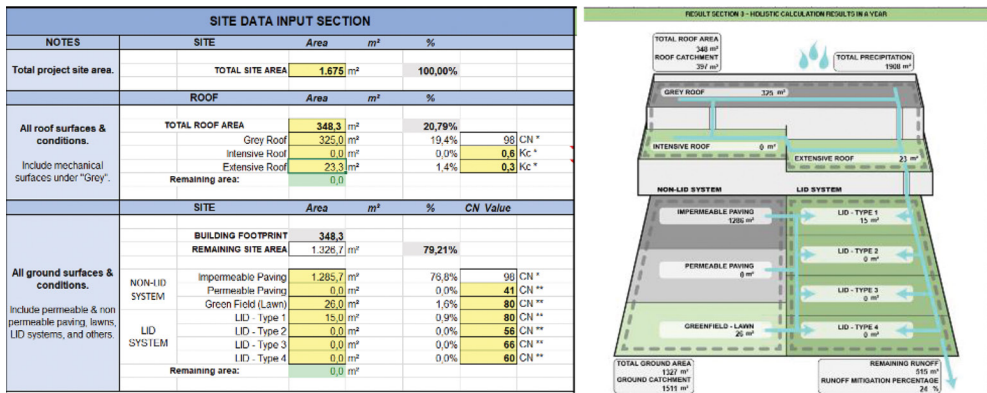 SITE DATA INPUT SECTION
NOTES SITE Area m² %
Total project site area. TOTAL SITE AREA 1.675 m² 100,00%
ROOF Area m² %
All roof surfaces & conditions.
Include mechanical surfaces under "Grey".
TOTAL ROOF AREA 348,3 m² 20,79%
Grey Roof 325,0 m² 19,4% 98 CN *
Intensive Roof 0,0 m² 0,0% 0,6 Kc *
Extensive Roof 23,3 m² 1,4% 0,3 Kc *
Remaining area: 0,0
SITE Area m² % CN Value
All ground surfaces & conditions.
Include permeable & non permeable paving, lawns, LID systems, and others.
BUILDING FOOTPRINT 348,3
REMAINING SITE AREA 1.326,7 m² 79,21%
NON-LID SYSTEM
Impermeable Paving 1.285,7 m² 76,8% 98 CN *
Permeable Paving 0,0 m² 0,0% 41 CN **
Green Field (Lawn) 26,0 m² 1,6% 80 CN **
LID SYSTEM
LID - Type 1 15,0 m² 0,9% 80 CN **
LID - Type 2 0,0 m² 0,0% 56 CN **
LID - Type 3 0,0 m² 0,0% 66 CN **
LID - Type 4 0,0 m² 0,0% 60 CN **
Remaining area: 0,0 m²
RESULT SECTION 3 - HOLISTIC CALCULATION RESULTS IN A YEAR
TOTAL ROOF AREA
348 m²
ROOF CATCHMENT
397 m³
TOTAL PRECIPITATION
1908 m³
GREY ROOF 325 m²
INTENSIVE ROOF 0 m²
EXTENSIVE ROOF 23 m²
NON-LID SYSTEM LID SYSTEM
IMPERMEABLE PAVING
1286 m²
LID - TYPE 1
15 m²
LID - TYPE 2
0 m²
PERMEABLE PAVING
0 m²
LID - TYPE 3
0 m²
GREENFIELD - LAWN
26 m²
LID - TYPE 4
0 m²
TOTAL GROUND AREA
1327 m²
GROUND CATCHMENT
1511 m³
REMAINING RUNOFF
515 m³
RUNOFF MITIGATION PERCENTAGE
24 %